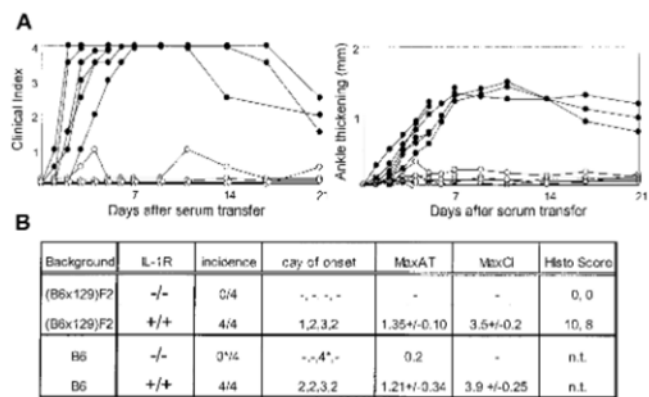 A
Clinical Index
4
3
2
1
7
14
21
Days after serum transfer
Ankle thickening (mm)
2
1
7
14
21
Days after serum transfer
B
Background IL-1R incidence day of onset MaxAT MaxCI Histo Score
(B6x129)F2 -/- 0/4 -,-,-,- - - 0, 0
(B6x129)F2 +/+ 4/4 1,2,3,2 1.35+/-0.10 3.5+/-0.2 10, 8
B6 -/- 0*/4 -,-,4*,- 0.2 - n.t.
B6 +/+ 4/4 2,2,3,2 1.21+/-0.34 3.9 +/-0.25 n.t.